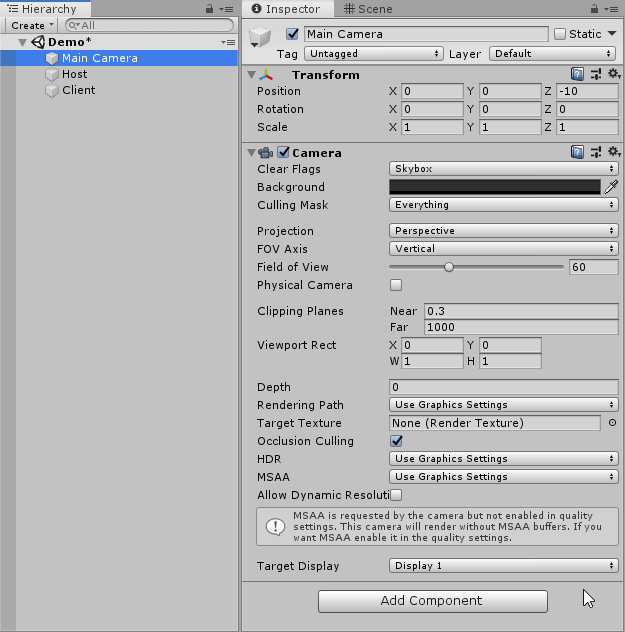 Hierarchy
Create
All
Demo*
Main Camera
Host
Client
Inspector
Scene
Main Camera
Static
Tag Untagged Layer Default
Transform
Position X 0 Y 0 Z -10
Rotation X 0 Y 0 Z 0
Scale X 1 Y 1 Z 1
Camera
Clear Flags Skybox
Background
Culling Mask Everything
Projection Perspective
FOV Axis Vertical
Field of View 60
Physical Camera
Clipping Planes Near 0.3
Far 1000
Viewport Rect X 0 Y 0
W 1 H 1
Depth 0
Rendering Path Use Graphics Settings
Target Texture None (Render Texture)
Occlusion Culling
HDR Use Graphics Settings
MSAA Use Graphics Settings
Allow Dynamic Resoluti
MSAA is requested by the camera but not enabled in quality
settings. This camera will render without MSAA buffers. If you
want MSAA enable it in the quality settings.
Target Display Display 1
Add Component